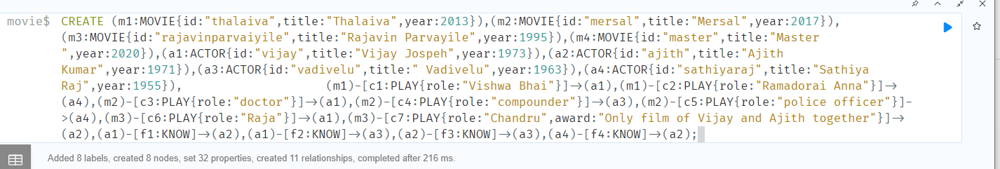 movie$ CREATE (m1:MOVIE{id:"thalaiva",title:"Thalaiva",year:2013}),(m2:MOVIE{id:"mersal",title:"Mersal",year:2017}),
(m3:MOVIE{id:"rajavinparvaiyile",title:"Rajavin Parvayile",year:1995}),(m4:MOVIE{id:"master",title:"Master
",year:2020}),(a1:ACTOR{id:"vijay",title:"Vijay Jospeh",year:1973}),(a2:ACTOR{id:"ajith",title:"Ajith
Kumar",year:1971}),(a3:ACTOR{id:"vadivelu",title:" Vadivelu",year:1963}),(a4:ACTOR{id:"sathiyaraj",title:"Sathiya
Raj",year:1955}), (m1)-[c1:PLAY{role:"Vishwa Bhai"}]->(a1),(m1)-[c2:PLAY{role:"Ramadorai Anna"}]->
(a4),(m2)-[c3:PLAY{role:"doctor"}]->(a1),(m2)-[c4:PLAY{role:"compounder"}]->(a3),(m2)-[c5:PLAY{role:"police officer"}]-
>(a4),(m3)-[c6:PLAY{role:"Raja"}]->(a1),(m3)-[c7:PLAY{role:"Chandru",award:"Only film of Vijay and Ajith together"}]->
(a2),(a1)-[f1:KNOW]->(a2),(a1)-[f2:KNOW]->(a3),(a2)-[f3:KNOW]->(a3),(a4)-[f4:KNOW]->(a2);
Added 8 labels, created 8 nodes, set 32 properties, created 11 relationships, completed after 216 ms.